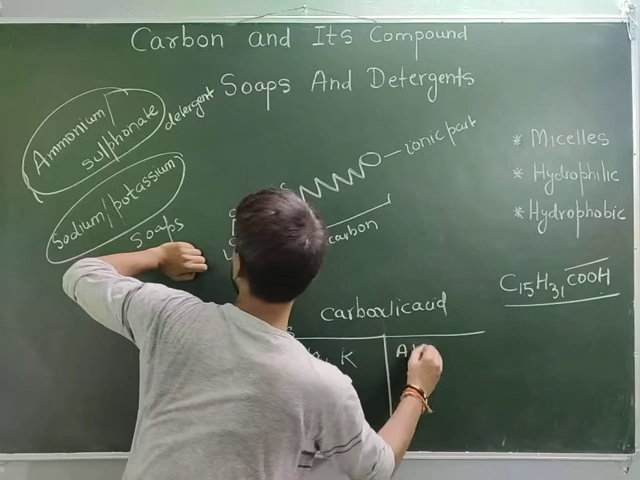 Carbon and Its Compound
Soaps And Detergents
Ammonium/
sulphonate
detergent
Sodium/potassium
soaps
ionic part
carbon
* Micelles
* Hydrophilic
* Hydrophobic
C15H31COOH
K